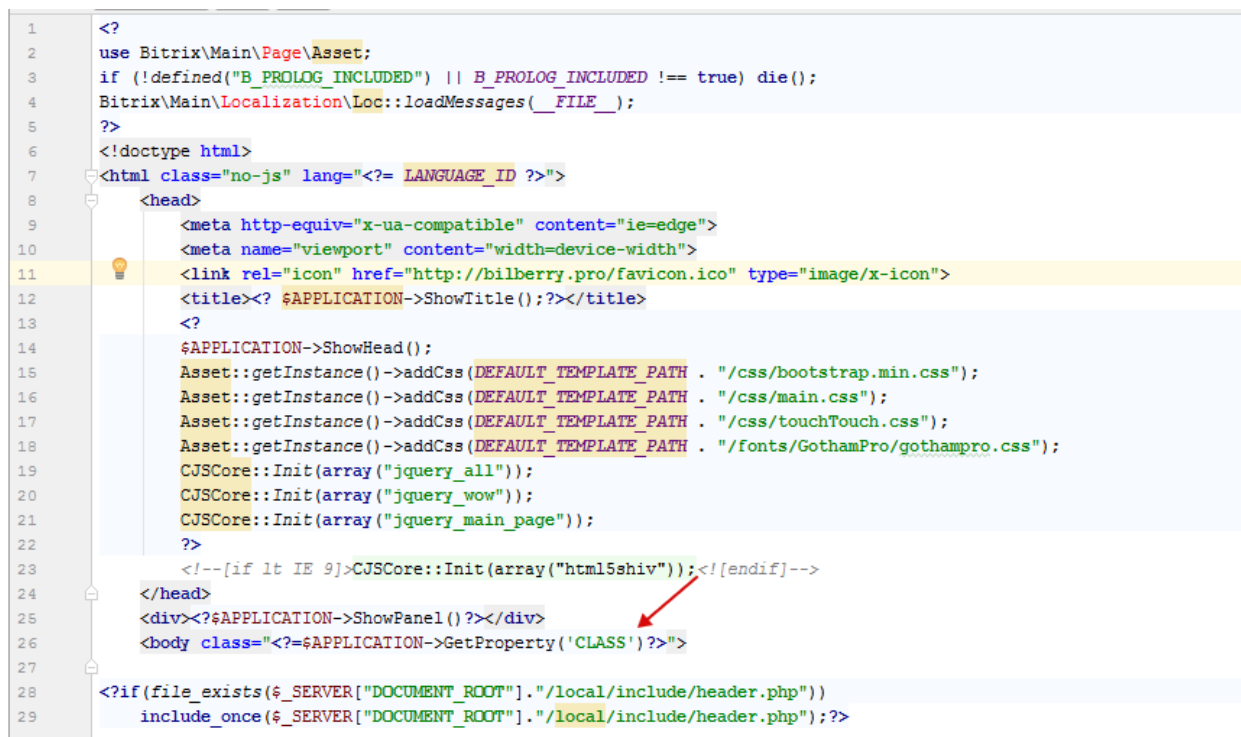 1 <?
2 use Bitrix\Main\Page\Asset;
3 if (!defined("B_PROLOG_INCLUDED") || B_PROLOG_INCLUDED !== true) die();
4 Bitrix\Main\Localization\Loc::loadMessages(__FILE__);
5 ?>
6 <!doctype html>
7 <html class="no-js" lang="<?= LANGUAGE_ID ?>">
8 <head>
9 <meta http-equiv="x-ua-compatible" content="ie=edge">
10 <meta name="viewport" content="width=device-width">
11 <link rel="icon" href="http://bilberry.pro/favicon.ico" type="image/x-icon">
12 <title><? $APPLICATION->ShowTitle();?></title>
13 <?
14 $APPLICATION->ShowHead();
15 Asset::getInstance()->addCss(DEFAULT_TEMPLATE_PATH . "/css/bootstrap.min.css");
16 Asset::getInstance()->addCss(DEFAULT_TEMPLATE_PATH . "/css/main.css");
17 Asset::getInstance()->addCss(DEFAULT_TEMPLATE_PATH . "/css/touchTouch.css");
18 Asset::getInstance()->addCss(DEFAULT_TEMPLATE_PATH . "/fonts/GothamPro/gothampro.css");
19 CJSCore::Init(array("jquery_all"));
20 CJSCore::Init(array("jquery_wow"));
21 CJSCore::Init(array("jquery_main_page"));
22 ?>
23 <!--[if lt IE 9]>CJSCore::Init(array("html5shiv"));<![endif]-->
24 </head>
25 <div><?$APPLICATION->ShowPanel()?></div>
26 <body class="<?=$APPLICATION->GetProperty('CLASS')?>">
27
28 <?if(file_exists($_SERVER["DOCUMENT_ROOT"]."/local/include/header.php"))
29 include_once($_SERVER["DOCUMENT_ROOT"]."/local/include/header.php");?>